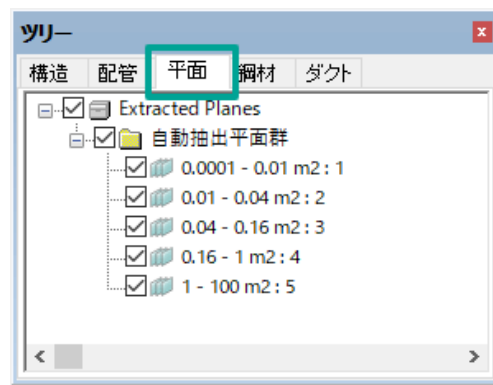 ツリー
構造 配管 平面 鋼材 ダクト
Extracted Planes
自動抽出平面群
0.0001 - 0.01 m2 : 1
0.01 - 0.04 m2 : 2
0.04 - 0.16 m2 : 3
0.16 - 1 m2 : 4
1 - 100 m2 : 5